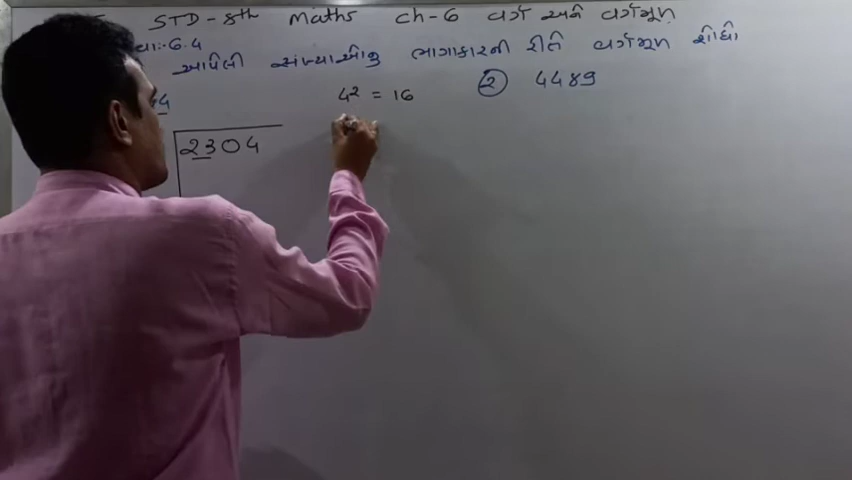 STD - 8th Maths ch-6 વર્ગ અને વર્ગમૂળ
6.4
આપેલી સંખ્યાઓનુ ભાગાકારની રીતે વર્ગમૂળ શોધો
4² = 16
② 4489
2304